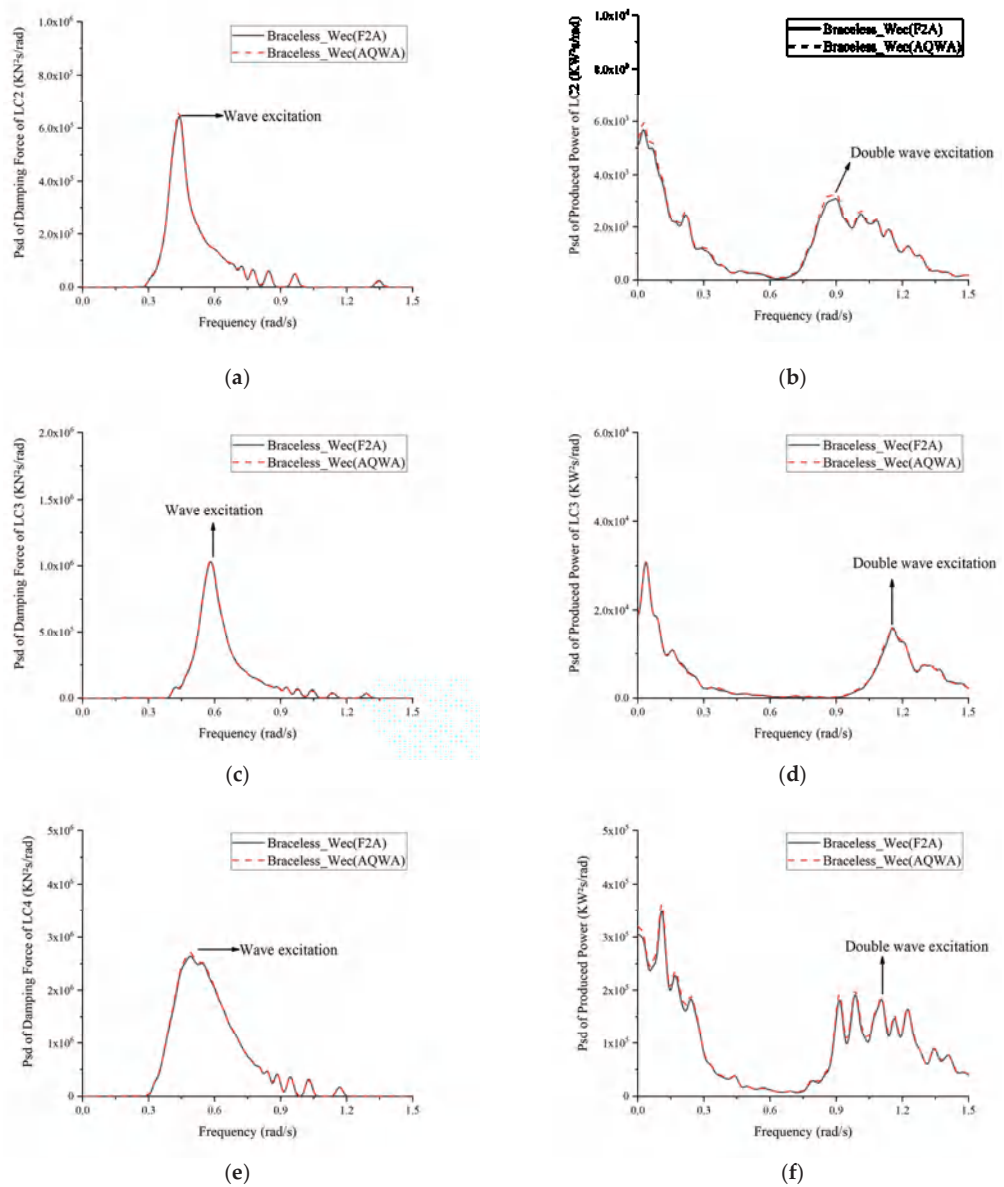 Braceless_Wec(F2A)
Braceless_Wec(AQWA)
Wave excitation
Psd of Damping Force of LC2 (KN²s/rad)
1.0x10⁶
8.0x10⁵
6.0x10⁵
4.0x10⁵
2.0x10⁵
0.0
0.0 0.3 0.6 0.9 1.2 1.5
Frequency (rad/s)
(a)
Braceless_Wec(F2A)
Braceless_Wec(AQWA)
Double wave excitation
Psd of Produced Power of LC2 (KW²s/rad)
1.0x10⁴
8.0x10³
6.0x10³
4.0x10³
2.0x10³
0.0
0.0 0.3 0.6 0.9 1.2 1.5
Frequency (rad/s)
(b)
Braceless_Wec(F2A)
Braceless_Wec(AQWA)
Wave excitation
Psd of Damping Force of LC3 (KN²s/rad)
2.0x10⁶
1.5x10⁶
1.0x10⁶
5.0x10⁵
0.0
0.0 0.3 0.6 0.9 1.2 1.5
Frequency (rad/s)
(c)
Braceless_Wec(F2A)
Braceless_Wec(AQWA)
Double wave excitation
Psd of Produced Power of LC3 (KW²s/rad)
6.0x10⁴
4.0x10⁴
2.0x10⁴
0.0
0.0 0.3 0.6 0.9 1.2 1.5
Frequency (rad/s)
(d)
Braceless_Wec(F2A)
Braceless_Wec(AQWA)
Wave excitation
Psd of Damping Force of LC4 (KN²s/rad)
5x10⁶
4x10⁶
3x10⁶
2x10⁶
1x10⁶
0
0.0 0.3 0.6 0.9 1.2 1.5
Frequency (rad/s)
(e)
Braceless_Wec(F2A)
Braceless_Wec(AQWA)
Double wave excitation
Psd of Produced Power (KW²s/rad)
5x10⁵
4x10⁵
3x10⁵
2x10⁵
1x10⁵
0
0.0 0.3 0.6 0.9 1.2 1.5
Frequency (rad/s)
(f)